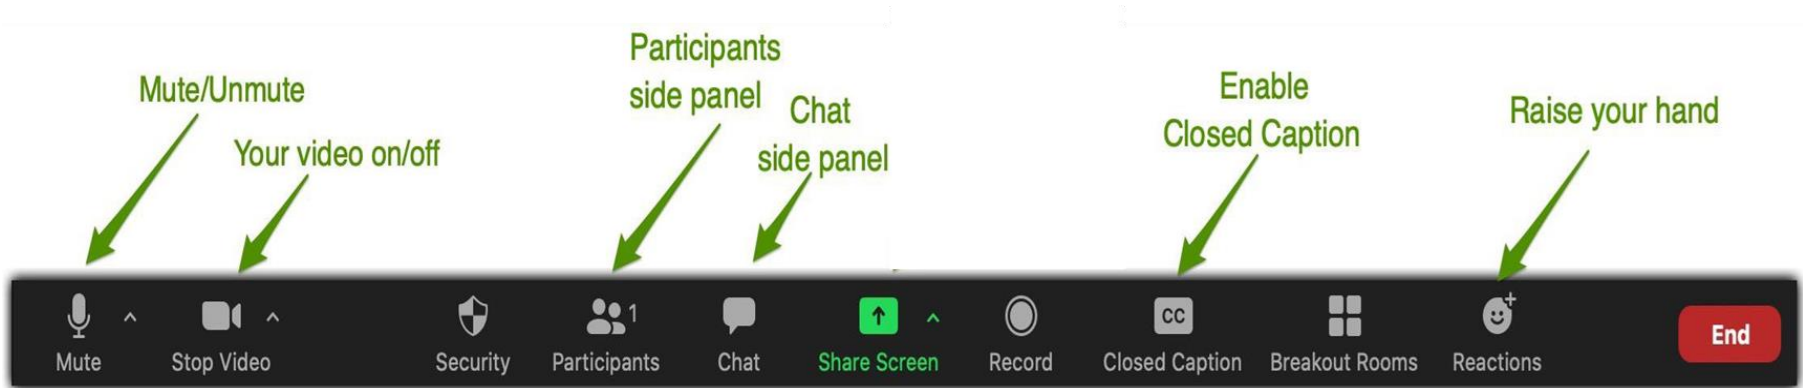 Participants
side panel
Mute/Unmute
Chat
side panel
Enable
Closed Caption
Raise your hand
Your video on/off
1
CC
Mute
Stop Video
Security
Participants
Chat
Share Screen
Record
Closed Caption
Breakout Rooms
Reactions
End